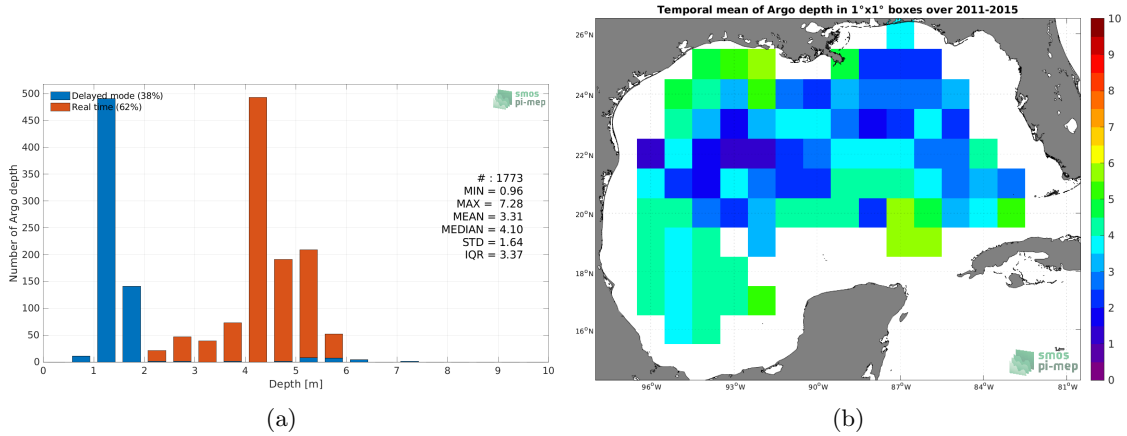 Delayed mode (38%)
Real time (62%)
smos
pi-mep
Number of Argo depth
500
450
400
350
300
250
200
150
100
50
0
# : 1773
MIN = 0.96
MAX = 7.28
MEAN = 3.31
MEDIAN = 4.10
STD = 1.64
IQR = 3.37
0 1 2 3 4 5 6 7 8 9 10
Depth [m]
(a)
Temporal mean of Argo depth in 1°x1° boxes over 2011-2015
26°N
24°N
22°N
20°N
18°N
16°N
96°W 93°W 90°W 87°W 84°W 81°W
10
9
8
7
6
5
4
3
2
1
0
smos
pi-mep
(b)